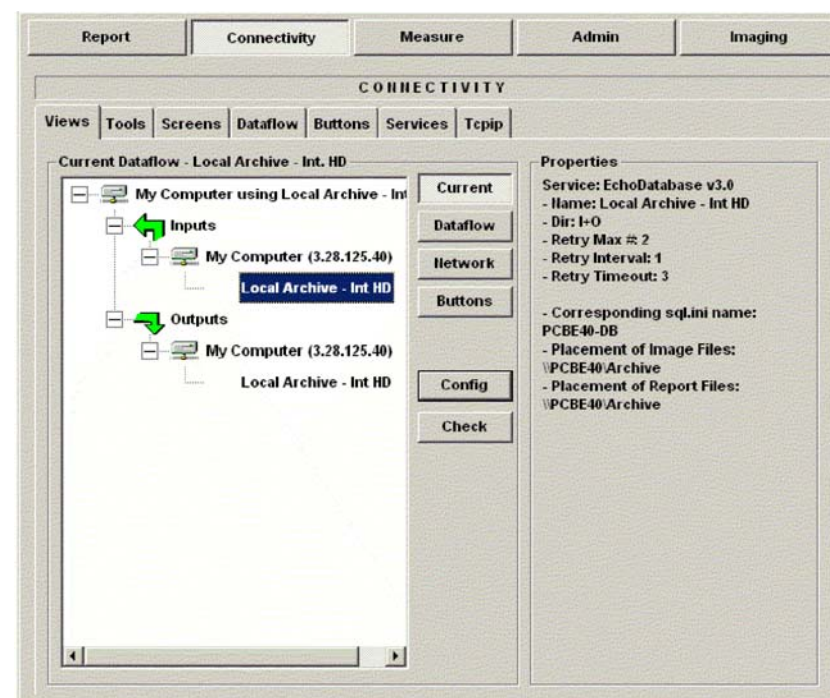 Report Connectivity Measure Admin Imaging
CONNECTIVITY
Views Tools Screens Dataflow Buttons Services Tcpip
Current Dataflow - Local Archive - Int. HD
My Computer using Local Archive - Int
Inputs
My Computer (3.28.125.40)
Local Archive - Int HD
Outputs
My Computer (3.28.125.40)
Local Archive - Int HD
Current
Dataflow
Network
Buttons
Config
Check
Properties
Service: EchoDatabase v3.0
- Name: Local Archive - Int HD
- Dir: I+O
- Retry Max #: 2
- Retry Interval: 1
- Retry Timeout: 3
- Corresponding sql.ini name:
PCBE40-DB
- Placement of Image Files:
\\PCBE40\Archive
- Placement of Report Files:
\\PCBE40\Archive